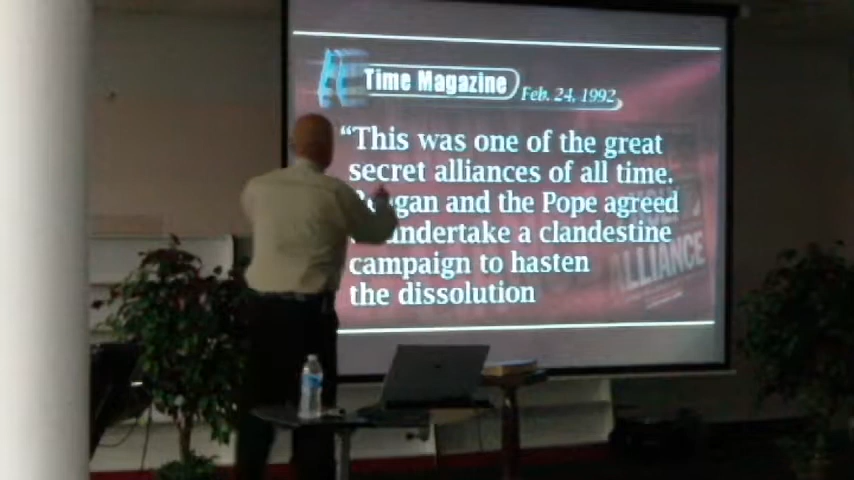 Time Magazine
Feb. 24, 1992
“This was one of the great
secret alliances of all time.
gan and the Pope agreed
undertake a clandestine
campaign to hasten
the dissolution
ALLIANCE